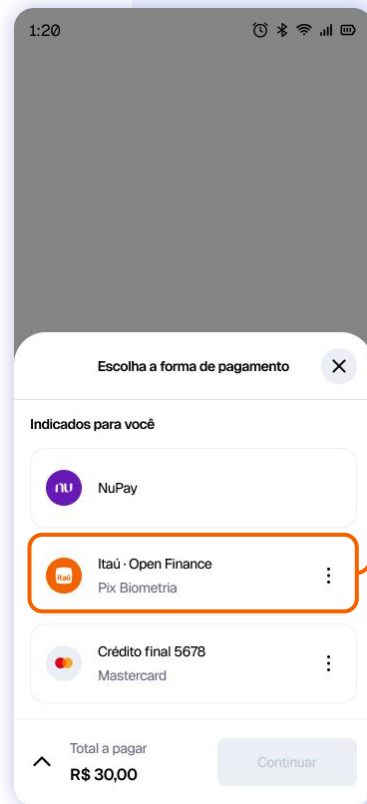 1:20
Escolha a forma de pagamento
Indicados para você
nu
NuPay
itaú
Itaú · Open Finance
Pix Biometria
Crédito final 5678
Mastercard
Total a pagar
R$ 30,00
Continuar